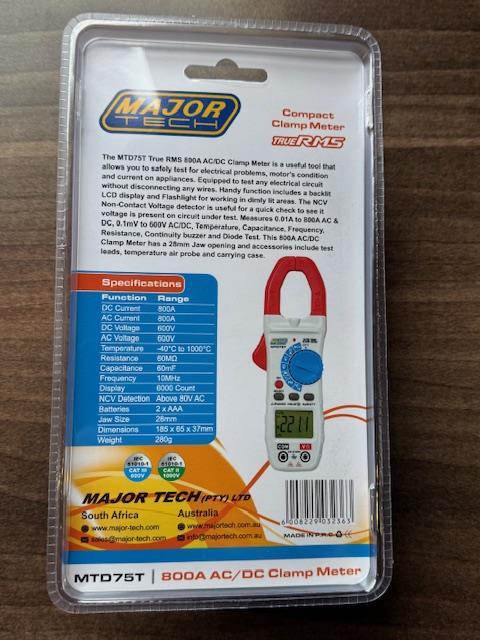 MAJOR
TECH
Compact
Clamp Meter
TRUE RMS
The MTD75T True RMS 800A AC/DC Clamp Meter is a useful tool that
allows you to safely test for electrical problems, motor's condition
and current on appliances. Equipped to test any electrical circuit
without disconnecting any wires. Handy function includes a backlit
LCD display and Flashlight for working in dimly lit areas. The NCV
Non-Contact Voltage detector is useful for a quick check to see if
voltage is present on circuit under test. Measures 0.01A to 800A AC &
DC, 0.1mV to 600V AC/DC, Temperature, Capacitance, Frequency,
Resistance, Continuity buzzer and Diode Test. This 800A AC/DC
Clamp Meter has a 28mm Jaw opening and accessories include test
leads, temperature air probe and carrying case.
Specifications
Function Range
DC Current 800A
AC Current 800A
DC Voltage 600V
AC Voltage 600V
Temperature -40°C to 1000°C
Resistance 60MΩ
Capacitance 60mF
Frequency 10MHz
Display 6000 Count
NCV Detection Above 80V AC
Batteries 2 x AAA
Jaw Size 28mm
Dimensions 185 x 65 x 37mm
Weight 280g
2211
COM
IEC
61010-1
CAT III
600V
IEC
61010-1
CAT II
1000V
MAJOR TECH (PTY) LTD
South Africa
www.major-tech.com
sales@major-tech.com
Australia
www.majortech.com.au
info@majortech.com.au
6 008229 032363
MADE IN P.R.C
MTD75T | 800A AC/DC Clamp Meter